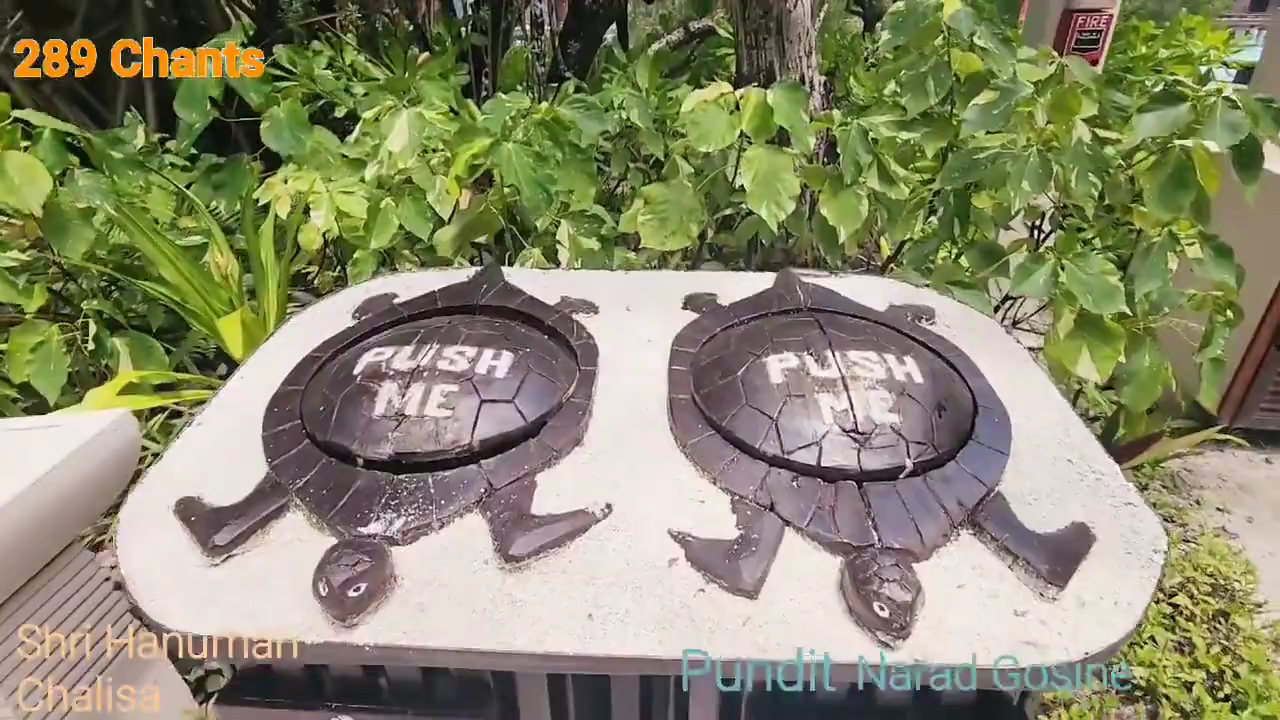 289 Chants
FIRE
PUSH
ME
PUSH
ME
Shri Hanuman
Chalisa
Pundit Narad Gosine